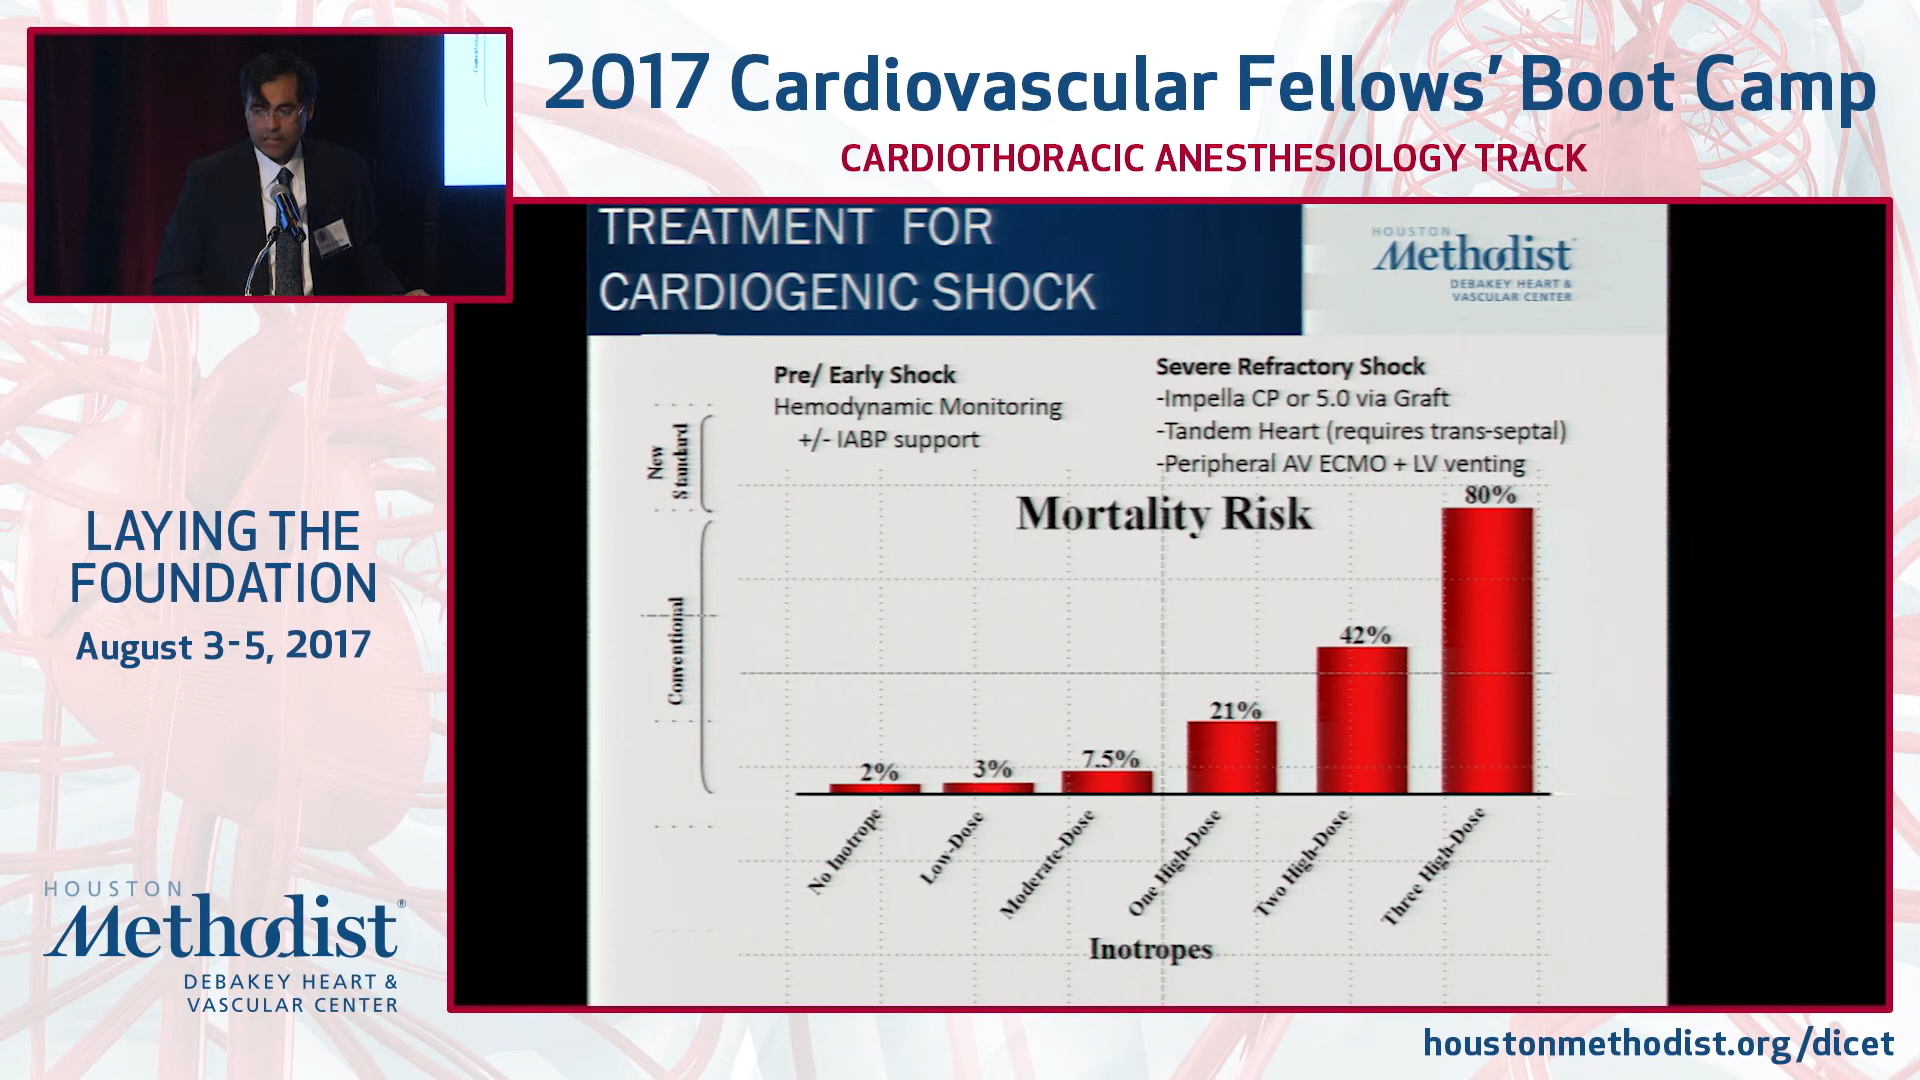 2017 Cardiovascular Fellows' Boot Camp
CARDIOTHORACIC ANESTHESIOLOGY TRACK
TREATMENT FOR
CARDIOGENIC SHOCK
HOUSTON
Methodist
DEBAKEY HEART &
VASCULAR CENTER
Pre/ Early Shock
Hemodynamic Monitoring
+/- IABP support
Severe Refractory Shock
-Impella CP or 5.0 via Graft
-Tandem Heart (requires trans-septal)
-Peripheral AV ECMO + LV venting
New
Standard
Conventional
Mortality Risk
2%
3%
7.5%
21%
42%
80%
No Inotrope
Low-Dose
Moderate-Dose
One High-Dose
Two High-Dose
Three High-Dose
Inotropes
LAYING THE
FOUNDATION
August 3-5, 2017
HOUSTON
Methodist®
DEBAKEY HEART &
VASCULAR CENTER
houstonmethodist.org/dicet